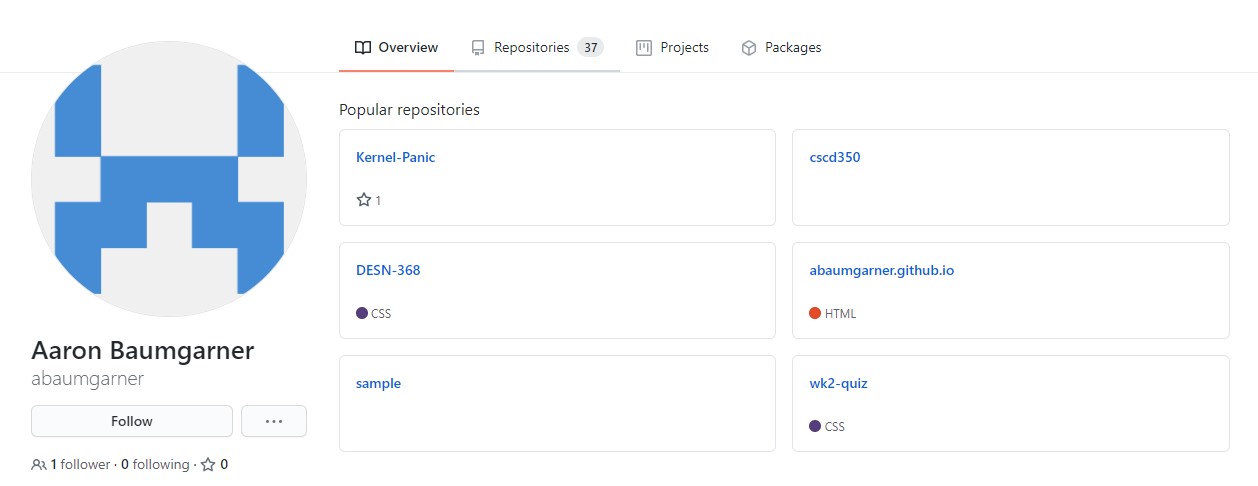 Overview Repositories 37 Projects Packages
Popular repositories
Kernel-Panic
1
cscd350
DESN-368
CSS
abaumgarner.github.io
HTML
sample
wk2-quiz
CSS
Aaron Baumgarner
abaumgarner
Follow ...
1 follower · 0 following · 0